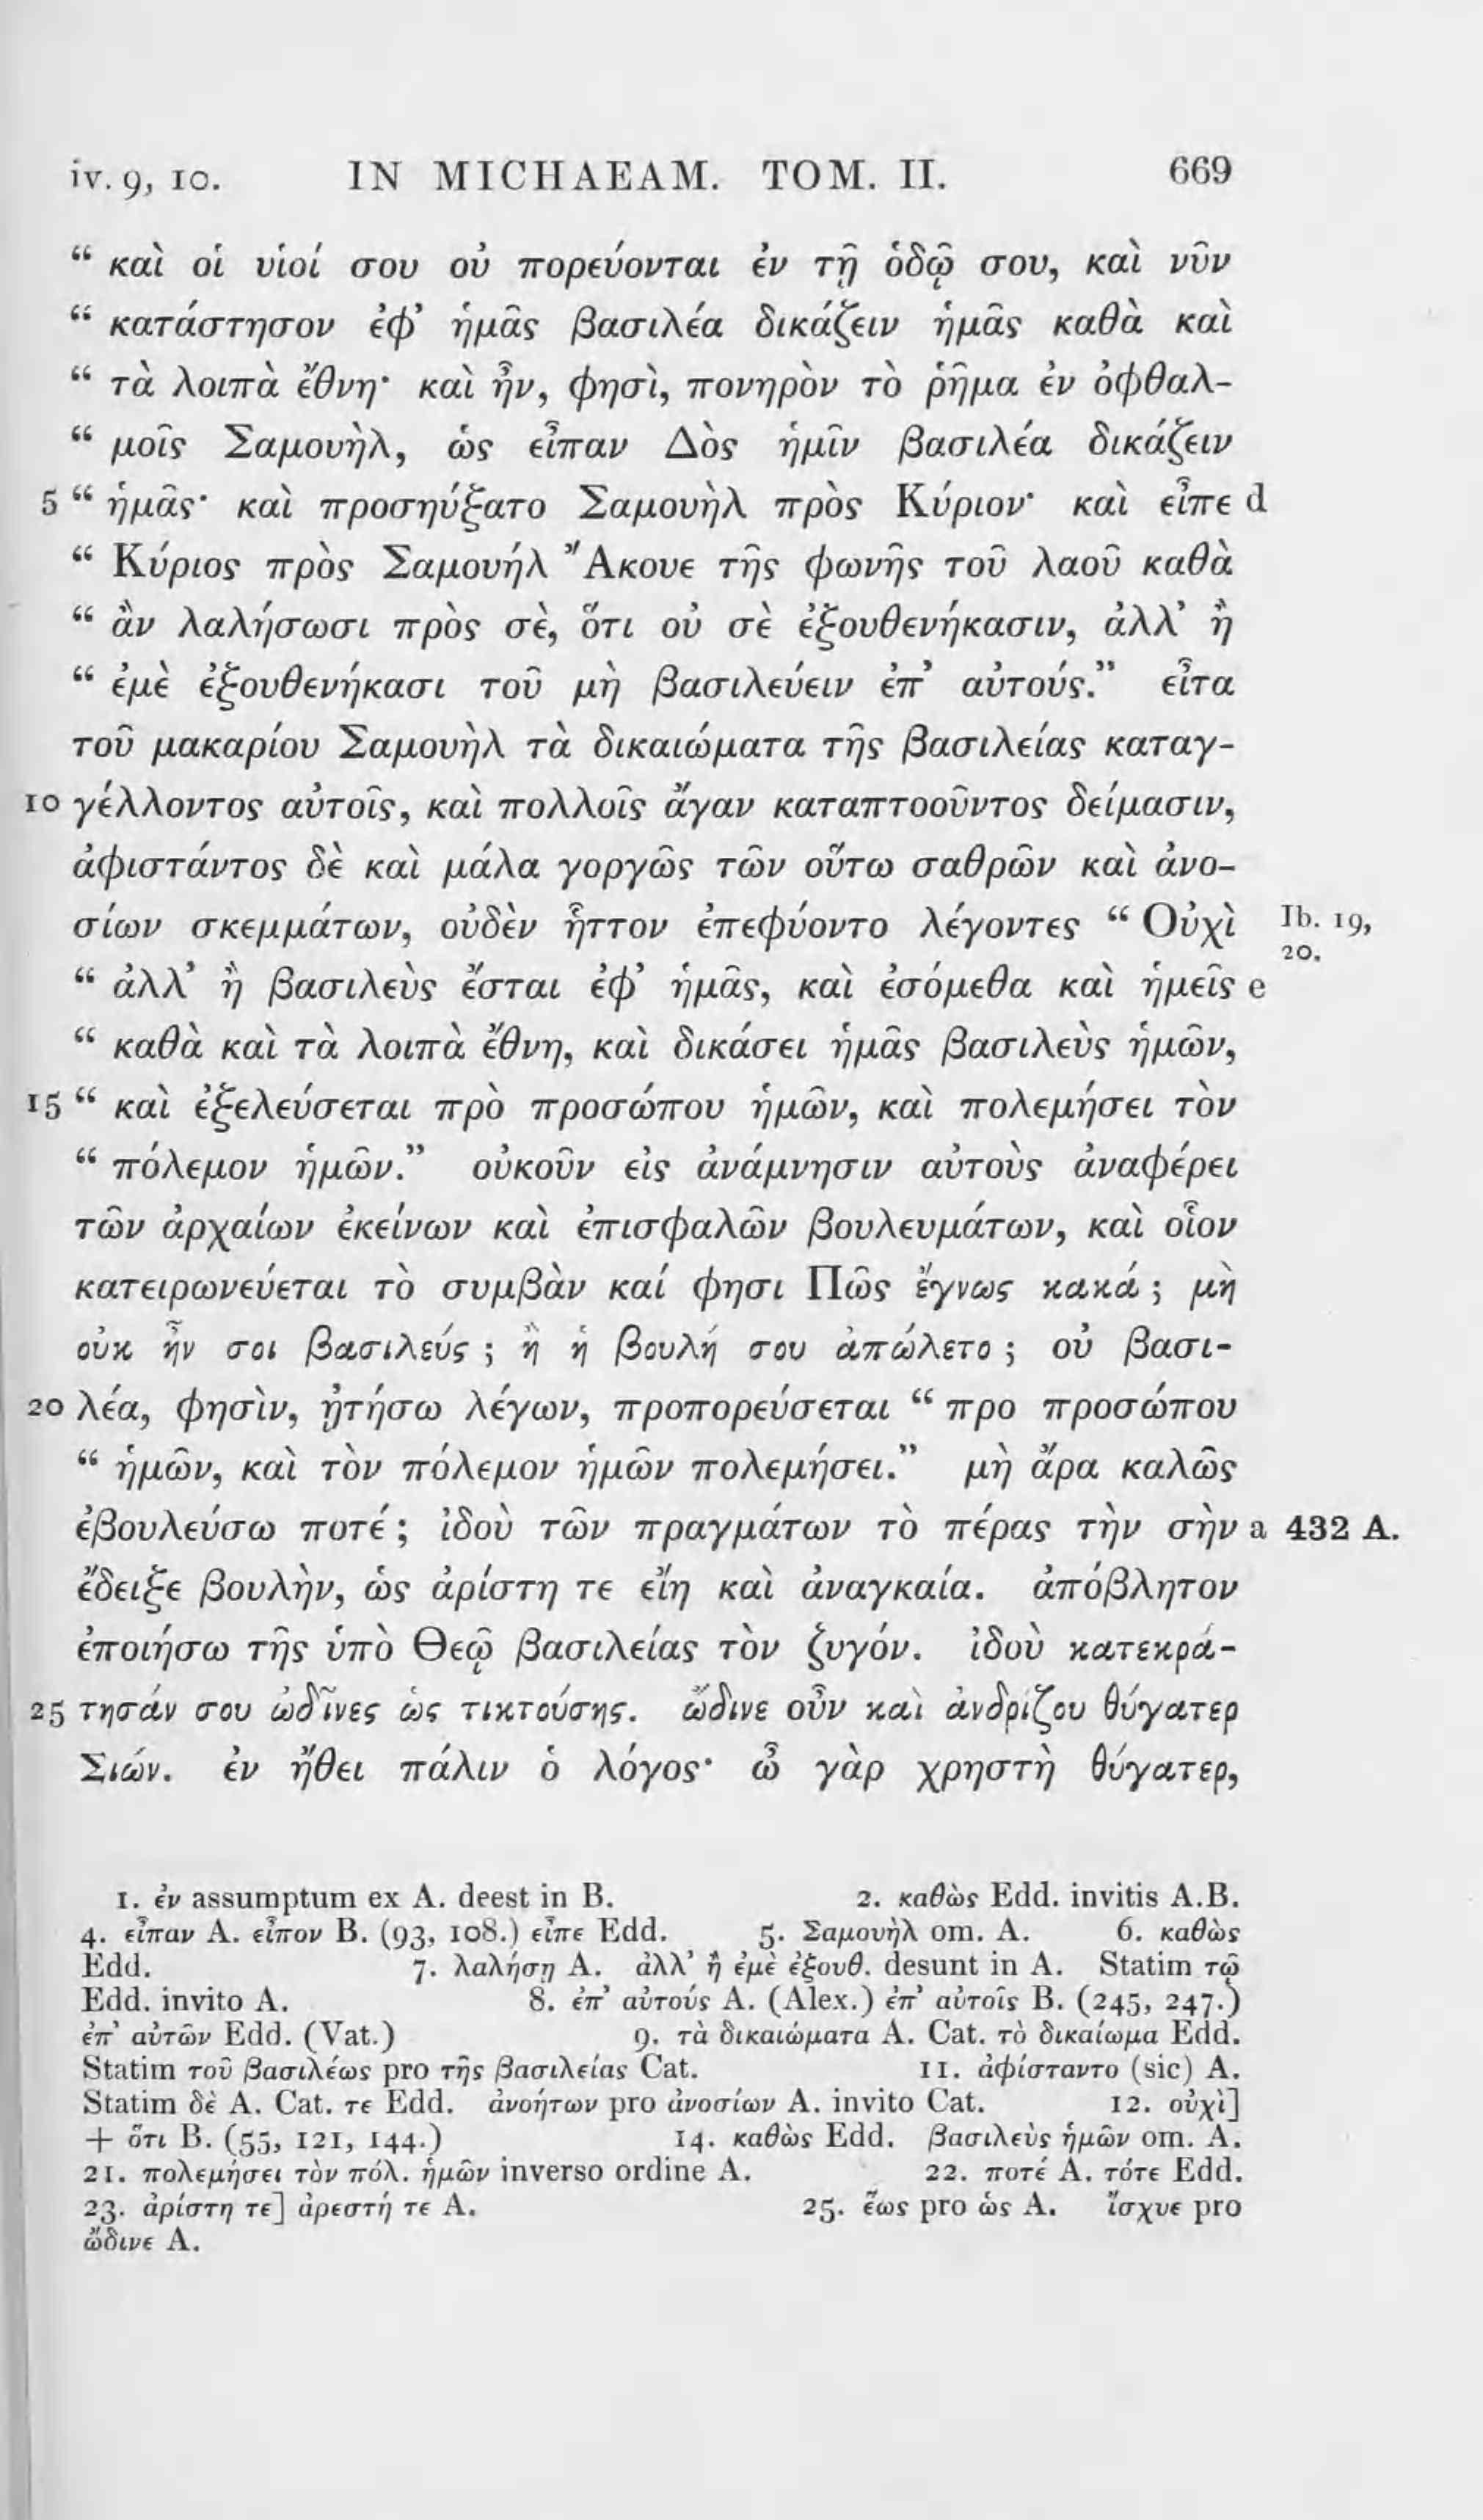 iv. 9, 10. IN MICHAEAM. TOM. II. 669
“ καὶ οἱ υἱοί σου οὐ πορεύονται ἐν τῇ ὁδῷ σου, καὶ νῦν
“ κατάστησον ἐφ’ ἡμᾶς βασιλέα δικάζειν ἡμᾶς καθὰ καὶ
“ τὰ λοιπὰ ἔθνη· καὶ ἦν, φησὶ, πονηρὸν τὸ ῥῆμα ἐν ὀφθαλ-
“ μοῖς Σαμουὴλ, ὡς εἶπαν Δὸς ἡμῖν βασιλέα δικάζειν
5 “ ἡμᾶς· καὶ προσηύξατο Σαμουὴλ πρὸς Κύριον· καὶ εἶπε d
“ Κύριος πρὸς Σαμουήλ Ἄκουε τῆς φωνῆς τοῦ λαοῦ καθὰ
“ ἂν λαλήσωσι πρὸς σὲ, ὅτι οὐ σὲ ἐξουθενήκασιν, ἀλλ’ ἢ
“ ἐμὲ ἐξουθενήκασι τοῦ μὴ βασιλεύειν ἐπ’ αὐτούς.” εἶτα
τοῦ μακαρίου Σαμουὴλ τὰ δικαιώματα τῆς βασιλείας καταγ-
10 γέλλοντος αὐτοῖς, καὶ πολλοῖς ἄγαν καταπτοοῦντος δείμασιν,
ἀφιστάντος δὲ καὶ μάλα γοργῶς τῶν οὕτω σαθρῶν καὶ ἀνο-
σίων σκεμμάτων, οὐδὲν ἧττον ἐπεφύοντο λέγοντες “ Οὐχὶ Ib. 19, 20.
“ ἀλλ’ ἢ βασιλεὺς ἔσται ἐφ’ ἡμᾶς, καὶ ἐσόμεθα καὶ ἡμεῖς e
“ καθὰ καὶ τὰ λοιπὰ ἔθνη, καὶ δικάσει ἡμᾶς βασιλεὺς ἡμῶν,
15 “ καὶ ἐξελεύσεται πρὸ προσώπου ἡμῶν, καὶ πολεμήσει τὸν
“ πόλεμον ἡμῶν.” οὐκοῦν εἰς ἀνάμνησιν αὐτοὺς ἀναφέρει
τῶν ἀρχαίων ἐκείνων καὶ ἐπισφαλῶν βουλευμάτων, καὶ οἷον
κατειρωνεύεται τὸ συμβὰν καί φησι Πῶς ἔγνως κακά ; μὴ
οὐκ ἦν σοι βασιλεύς ; ἢ ἡ βουλή σου ἀπώλετο ; οὐ βασι-
20 λέα, φησὶν, ᾐτήσω λέγων, προπορεύσεται “ προ προσώπου
“ ἡμῶν, καὶ τὸν πόλεμον ἡμῶν πολεμήσει.” μὴ ἄρα καλῶς
ἐβουλεύσω ποτέ ; ἰδοὺ τῶν πραγμάτων τὸ πέρας τὴν σὴν a 432 A.
ἔδειξε βουλὴν, ὡς ἀρίστη τε εἴη καὶ ἀναγκαία. ἀπόβλητον
ἐποιήσω τῆς ὑπὸ Θεῷ βασιλείας τὸν ζυγόν. ἰδοὺ κατεκρά-
25 τησάν σου ὠδῖνες ὡς τικτούσης. ὤδινε οὖν καὶ ἀνδρίζου θύγατερ
Σιών. ἐν ἤθει πάλιν ὁ λόγος· ὦ γὰρ χρηστὴ θύγατερ,
1. ἐν assumptum ex A. deest in B. 2. καθὼς Edd. invitis A.B.
4. εἶπαν A. εἶπον B. (93, 108.) εἶπε Edd. 5. Σαμουὴλ om. A. 6. καθὼς
Edd. 7. λαλήσῃ A. ἀλλ’ ἢ ἐμὲ ἐξουθ. desunt in A. Statim τῷ
Edd. invito A. 8. ἐπ’ αὐτούς A. (Alex.) ἐπ’ αὐτοῖς B. (245, 247.)
ἐπ’ αὐτῶν Edd. (Vat.) 9. τὰ δικαιώματα A. Cat. τὸ δικαίωμα Edd.
Statim τοῦ βασιλέως pro τῆς βασιλείας Cat. 11. ἀφίσταντο (sic) A.
Statim δὲ A. Cat. τε Edd. ἀνοήτων pro ἀνοσίων A. invito Cat. 12. οὐχὶ]
+ ὅτι B. (55, 121, 144.) 14. καθὼς Edd. βασιλεὺς ἡμῶν om. A.
21. πολεμήσει τὸν πόλ. ἡμῶν inverso ordine A. 22. ποτέ A. τότε Edd.
23. ἀρίστη τε] ἀρεστή τε A. 25. ἕως pro ὡς A. ἴσχυε pro
ὤδινε A.